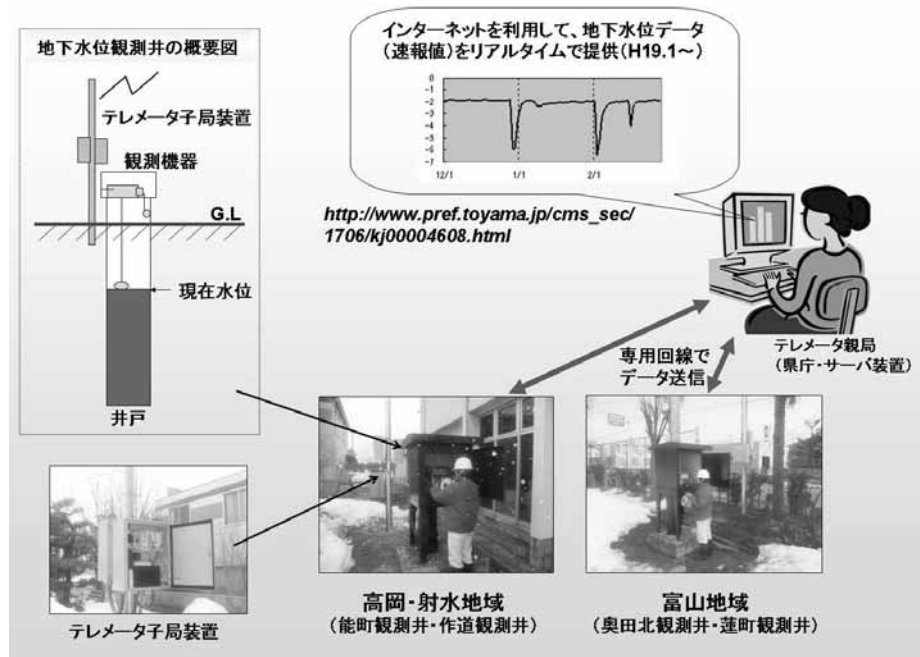 地下水位観測井の概要図
テレメータ子局装置
観測機器
G.L
現在水位
井戸
インターネットを利用して、地下水位データ
（速報値）をリアルタイムで提供（H19.1～）
0
-1
-2
-3
-4
-5
-6
-7
12/1 1/1 2/1
http://www.pref.toyama.jp/cms_sec/
1706/kj00004608.html
テレメータ親局
（県庁・サーバ装置）
専用回線で
データ送信
テレメータ子局装置
高岡・射水地域
（能町観測井・作道観測井）
富山地域
（奥田北観測井・蓮町観測井）